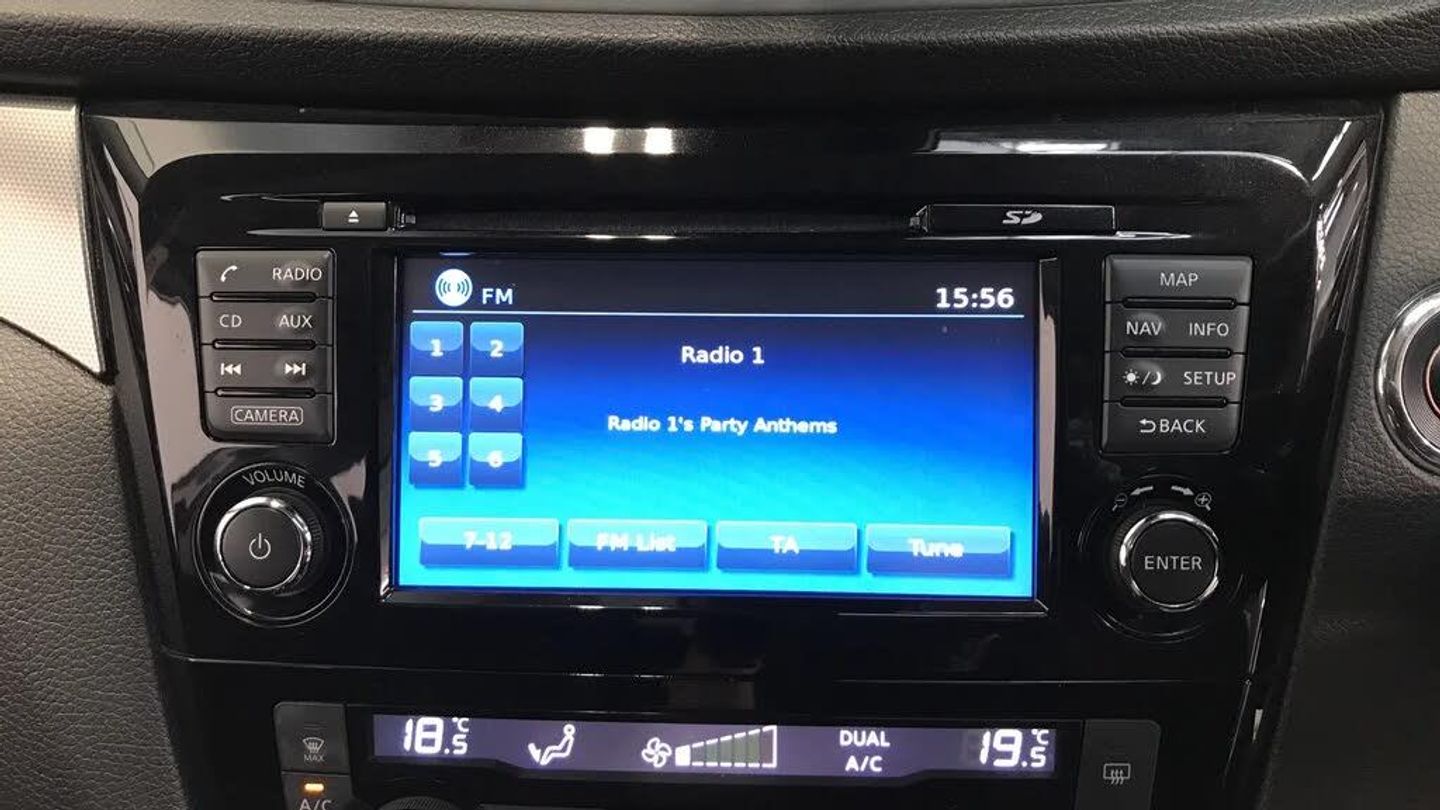 SD
RADIO
CD AUX
CAMERA
VOLUME
FM 15:56
1 2
3 4
5 6
Radio 1
Radio 1's Party Anthems
7-12 FM List TA Tune
MAP
NAV INFO
SETUP
BACK
ENTER
MAX
A/C
18.5°C
DUAL
A/C
19.5°C